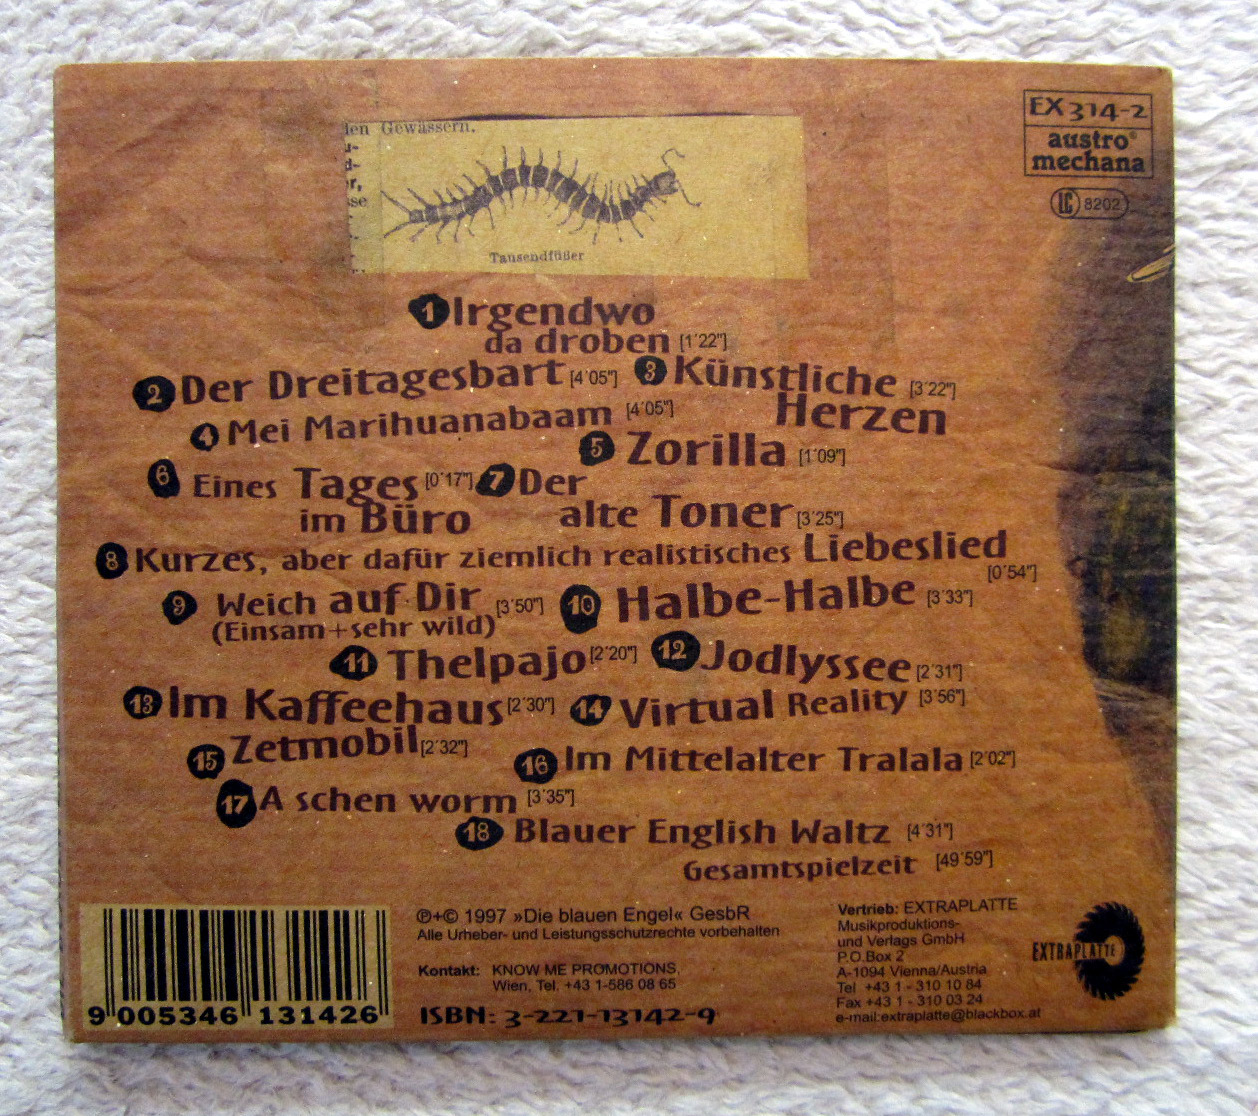 EX 314-2
austro
mechana
LC 8202
len Gewässern.
Tausendfüßer
1 Irgendwo
da droben [1´22"]
2 Der Dreitagesbart [4´05"] 3 Künstliche [3´22"]
Herzen
4 Mei Marihuanabaam [4´05"]
5 Zorilla [1´09"]
6 Eines Tages [0´17"] 7 Der
im Büro alte Toner [3´25"]
8 Kurzes, aber dafür ziemlich realistisches Liebeslied
[0´54"]
9 Weich auf Dir [3´50"] 10 Halbe-Halbe [3´33"]
(Einsam+sehr wild)
11 Thelpajo [2´20"] 12 Jodlyssee [2´31"]
13 Im Kaffeehaus [2´30"] 14 Virtual Reality [3´56"]
15 Zetmobil [2´32"] 16 Im Mittelalter Tralala [2´02"]
17 A schen worm [3´35"]
18 Blauer English Waltz [4´31"]
Gesamtspielzeit [49´59"]
9 005346 131426
℗+© 1997 »Die blauen Engel« GesbR
Alle Urheber- und Leistungsschutzrechte vorbehalten
Kontakt: KNOW ME PROMOTIONS,
Wien, Tel. +43 1-586 08 65
ISBN: 3-221-13142-9
Vertrieb: EXTRAPLATTE
Musikproduktions-
und Verlags GmbH
P.O.Box 2
A-1094 Vienna/Austria
Tel +43 1 - 310 10 84
Fax +43 1 - 310 03 24
e-mail:extraplatte@blackbox.at
EXTRAPLATTE